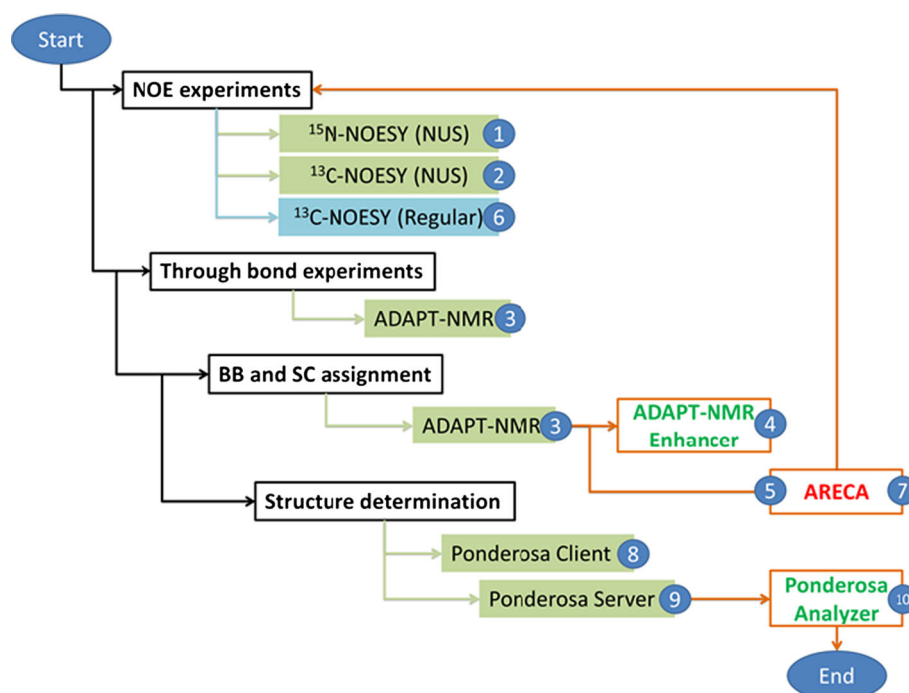 Start
NOE experiments
¹⁵N-NOESY (NUS) 1
¹³C-NOESY (NUS) 2
¹³C-NOESY (Regular) 6
Through bond experiments
ADAPT-NMR 3
BB and SC assignment
ADAPT-NMR 3
ADAPT-NMR
Enhancer
4
5 ARECA 7
Structure determination
Ponderosa Client 8
Ponderosa Server 9
Ponderosa
Analyzer
10
End